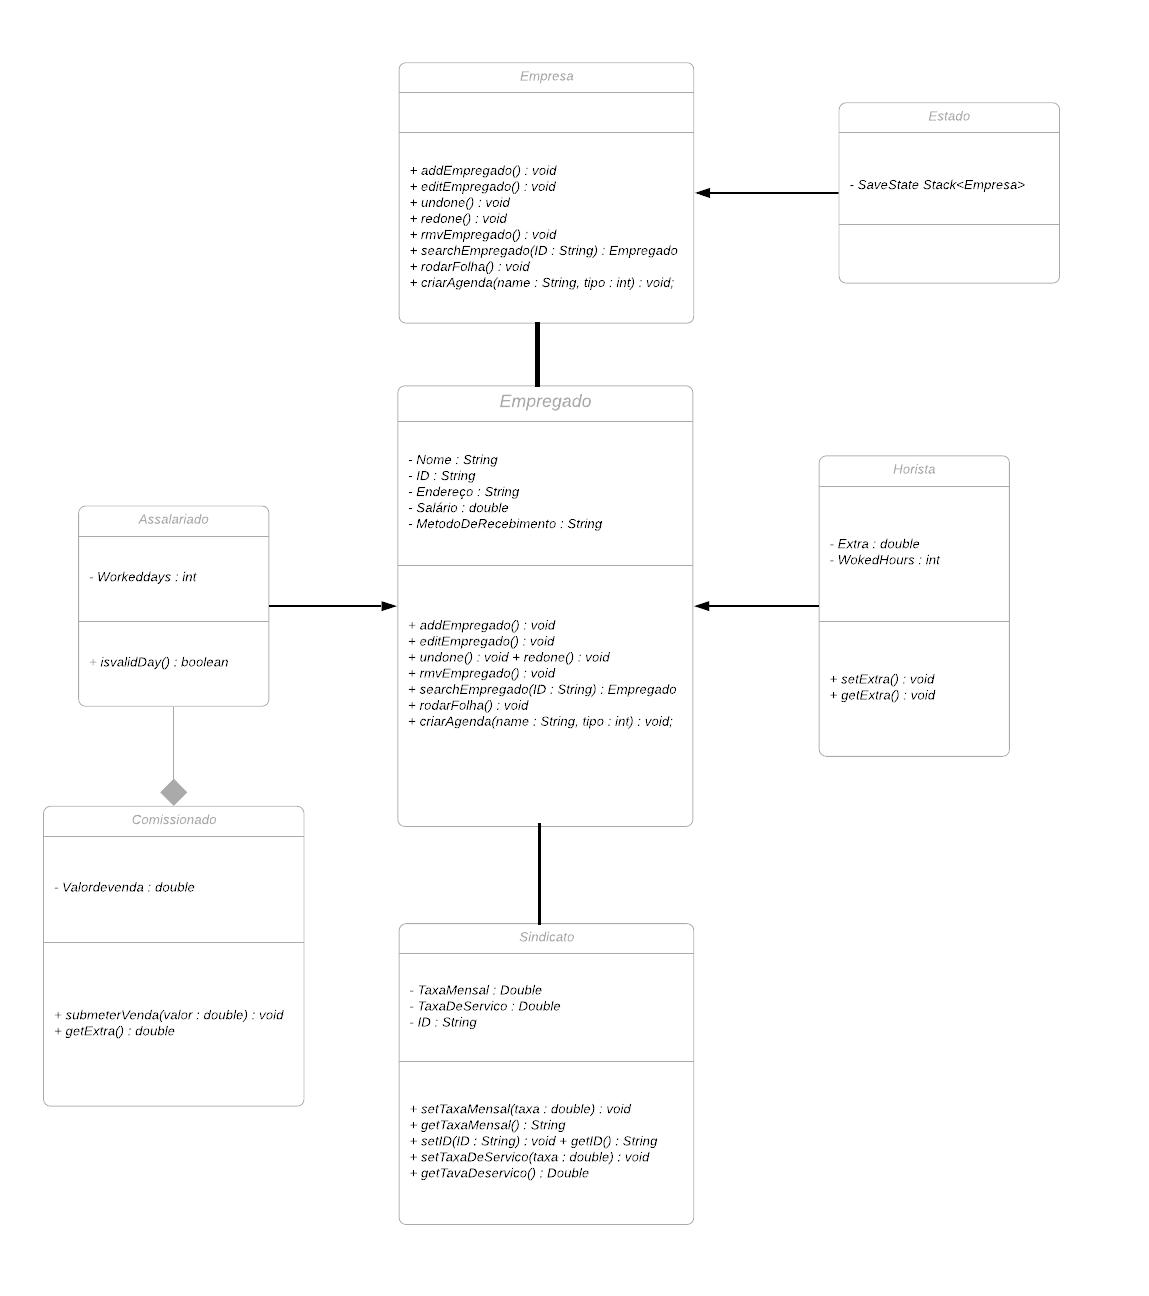 Empresa
+ addEmpregado() : void
+ editEmpregado() : void
+ undone() : void
+ redone() : void
+ rmvEmpregado() : void
+ searchEmpregado(ID : String) : Empregado
+ rodarFolha() : void
+ criarAgenda(name : String, tipo : int) : void;
Estado
- SaveState Stack<Empresa>
Empregado
- Nome : String
- ID : String
- Endereço : String
- Salário : double
- MetodoDeRecebimento : String
+ addEmpregado() : void
+ editEmpregado() : void
+ undone() : void + redone() : void
+ rmvEmpregado() : void
+ searchEmpregado(ID : String) : Empregado
+ rodarFolha() : void
+ criarAgenda(name : String, tipo : int) : void;
Horista
- Extra : double
- WokedHours : int
+ setExtra() : void
+ getExtra() : void
Assalariado
- Workeddays : int
+ isvalidDay() : boolean
Comissionado
- Valordevenda : double
+ submeterVenda(valor : double) : void
+ getExtra() : double
Sindicato
- TaxaMensal : Double
- TaxaDeServico : Double
- ID : String
+ setTaxaMensal(taxa : double) : void
+ getTaxaMensal() : String
+ setID(ID : String) : void + getID() : String
+ setTaxaDeServico(taxa : double) : void
+ getTavaDeservico() : Double